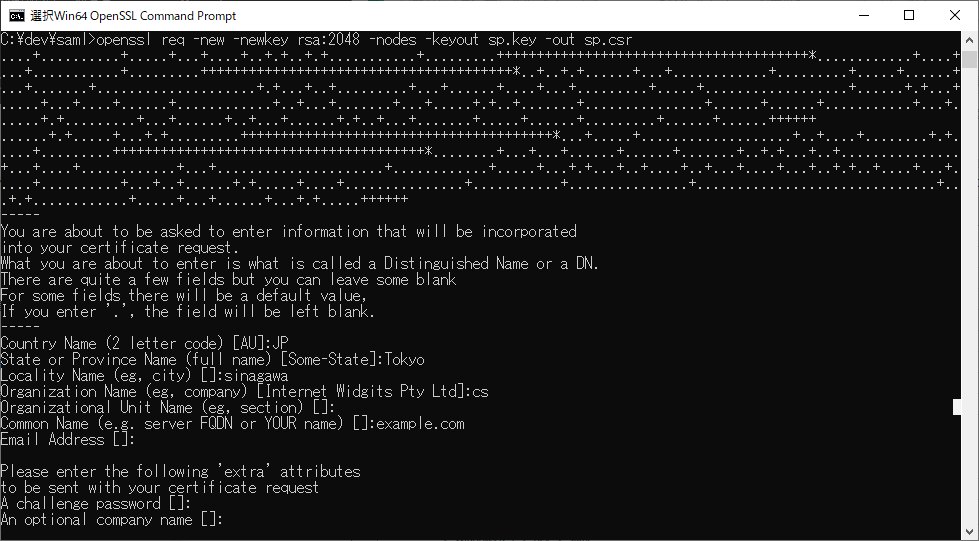 選択Win64 OpenSSL Command Prompt
C:¥dev¥saml>openssl req -new -newkey rsa:2048 -nodes -keyout sp.key -out sp.csr
-----
You are about to be asked to enter information that will be incorporated
into your certificate request.
What you are about to enter is what is called a Distinguished Name or a DN.
There are quite a few fields but you can leave some blank
For some fields there will be a default value,
If you enter '.', the field will be left blank.
-----
Country Name (2 letter code) [AU]:JP
State or Province Name (full name) [Some-State]:Tokyo
Locality Name (eg, city) []:sinagawa
Organization Name (eg, company) [Internet Widgits Pty Ltd]:cs
Organizational Unit Name (eg, section) []:
Common Name (e.g. server FQDN or YOUR name) []:example.com
Email Address []:
Please enter the following 'extra' attributes
to be sent with your certificate request
A challenge password []:
An optional company name []: